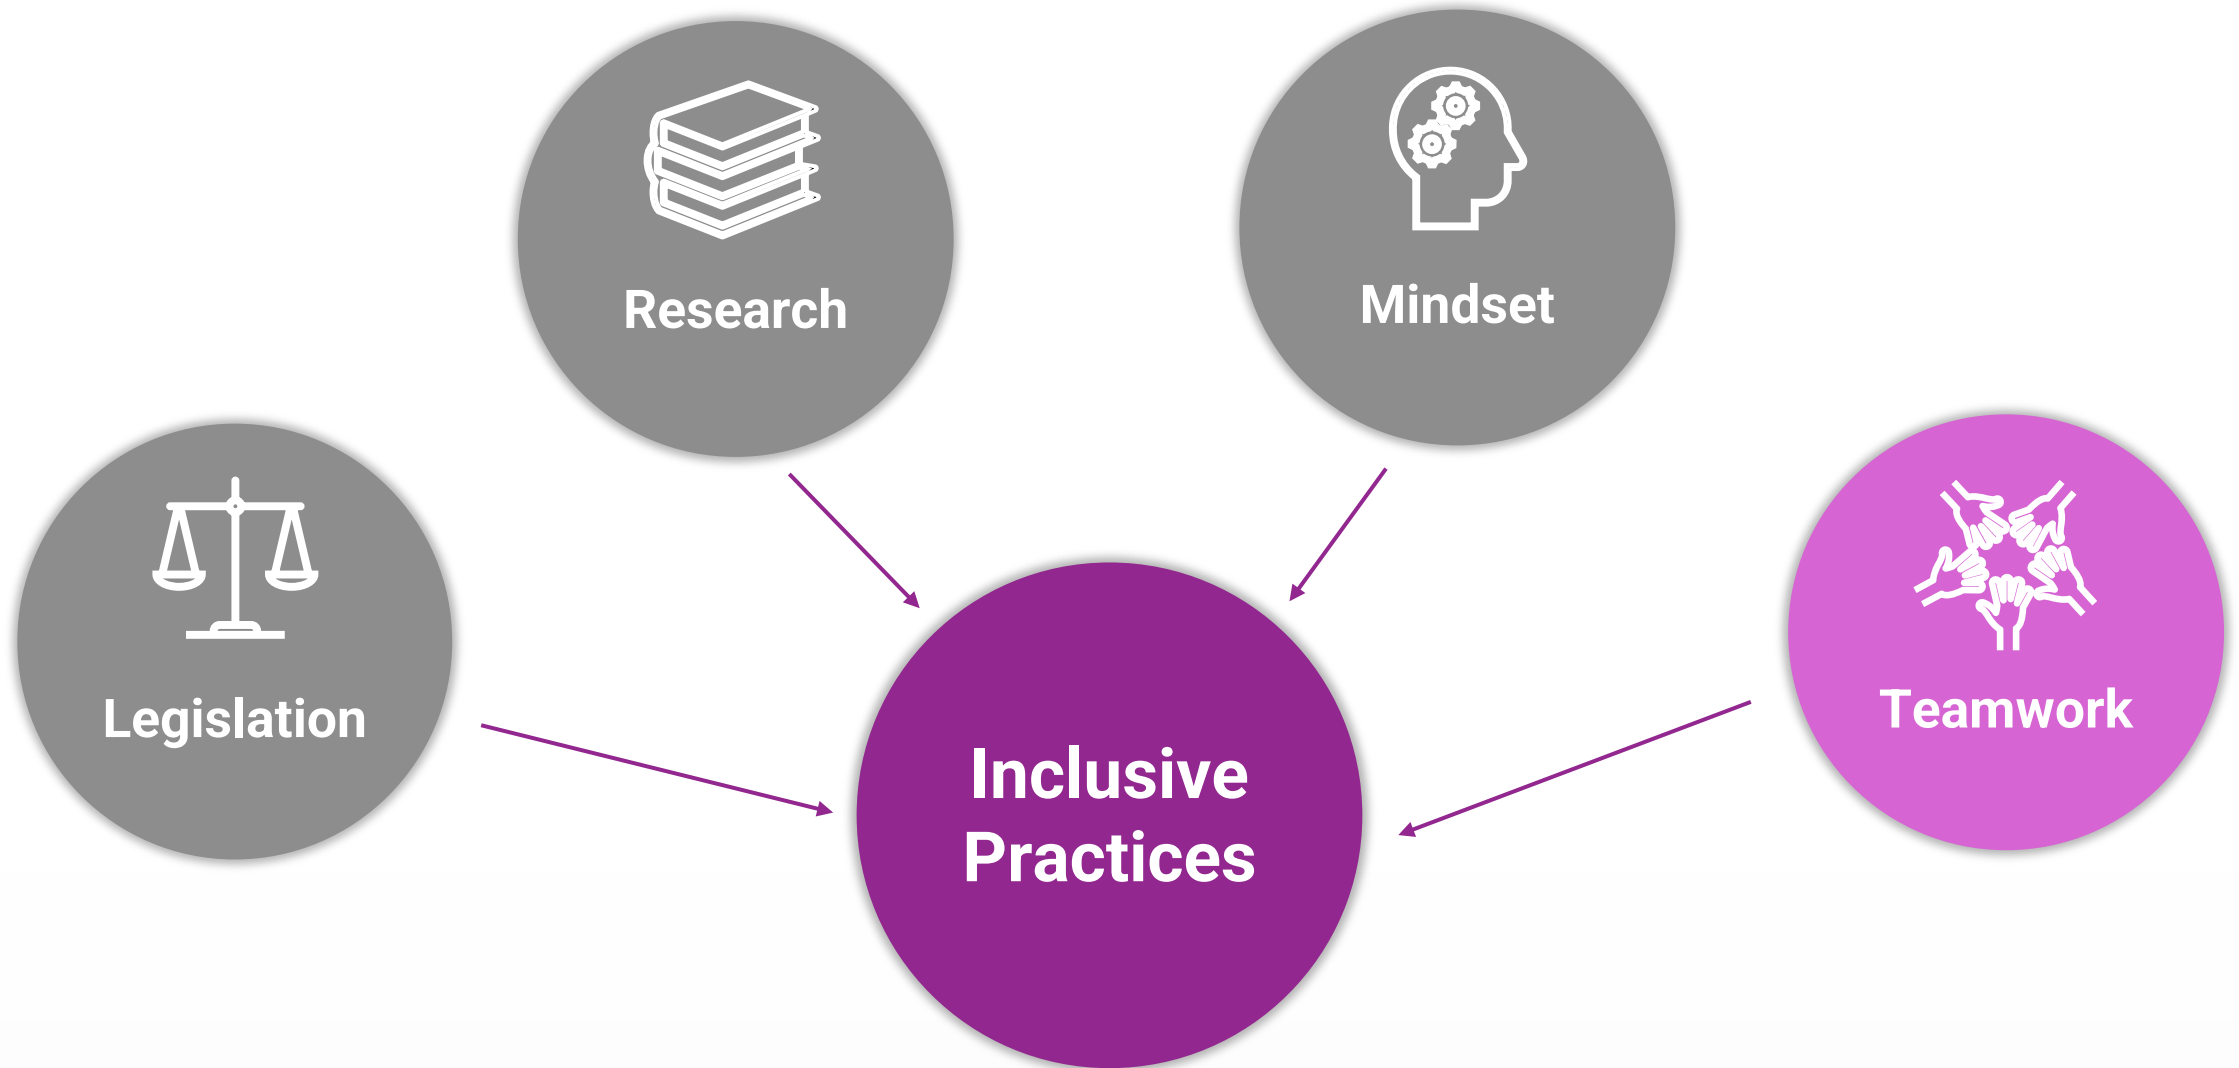 Research
Mindset
Legislation
Teamwork
Inclusive
Practices